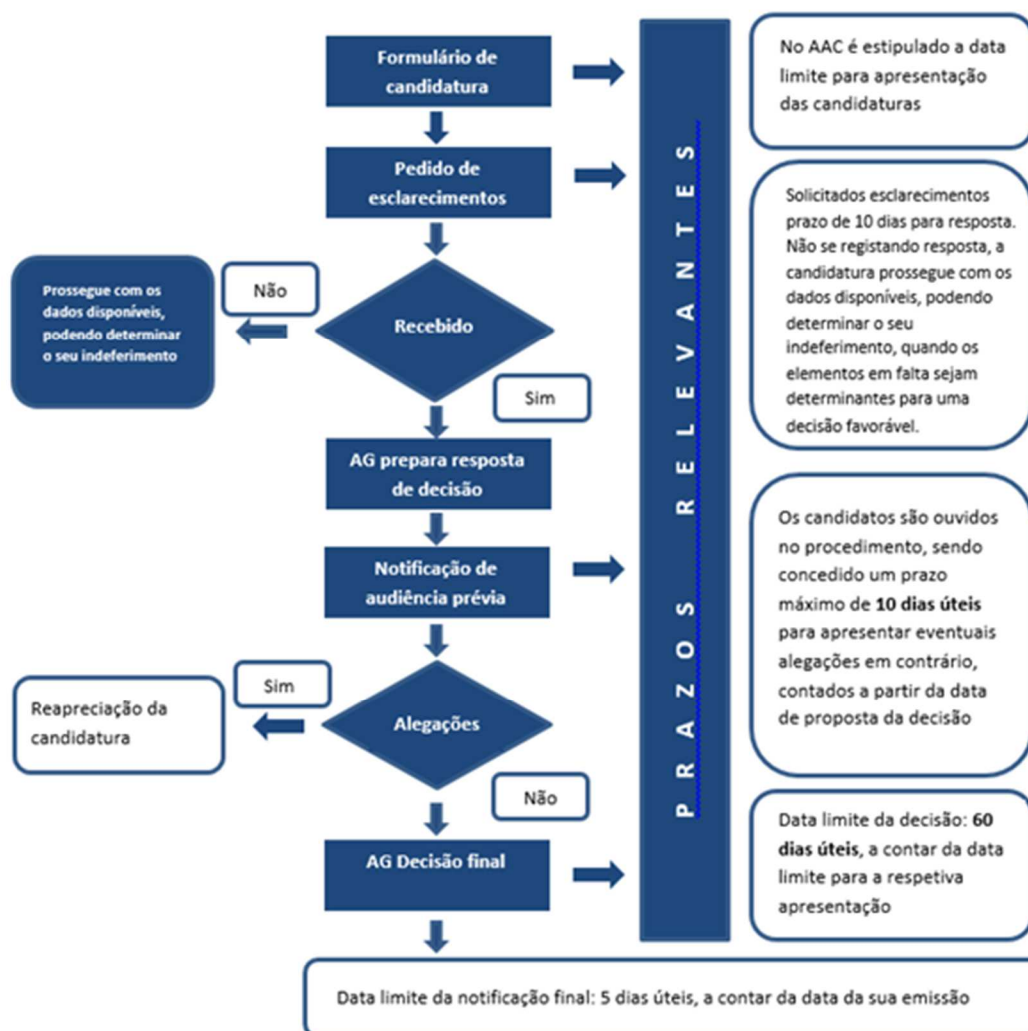 Formulário de
candidatura
No AAC é estipulado a data
limite para apresentação
das candidaturas
Pedido de
esclarecimentos
Solicitados esclarecimentos
prazo de 10 dias para resposta.
Não se registando resposta, a
candidatura prossegue com os
dados disponíveis, podendo
determinar o seu
indeferimento, quando os
elementos em falta sejam
determinantes para uma
decisão favorável.
Não
Prossegue com os
dados disponíveis,
podendo determinar
o seu indeferimento
Recebido
Sim
PRAZOS RELEVANTES
AG prepara resposta
de decisão
Notificação de
audiência prévia
Os candidatos são ouvidos
no procedimento, sendo
concedido um prazo
máximo de 10 dias úteis
para apresentar eventuais
alegações em contrário,
contados a partir da data
de proposta da decisão
Sim
Reapreciação da
candidatura
Alegações
Não
AG Decisão final
Data limite da decisão: 60
dias úteis, a contar da data
limite para a respetiva
apresentação
Data limite da notificação final: 5 dias úteis, a contar da data da sua emissão